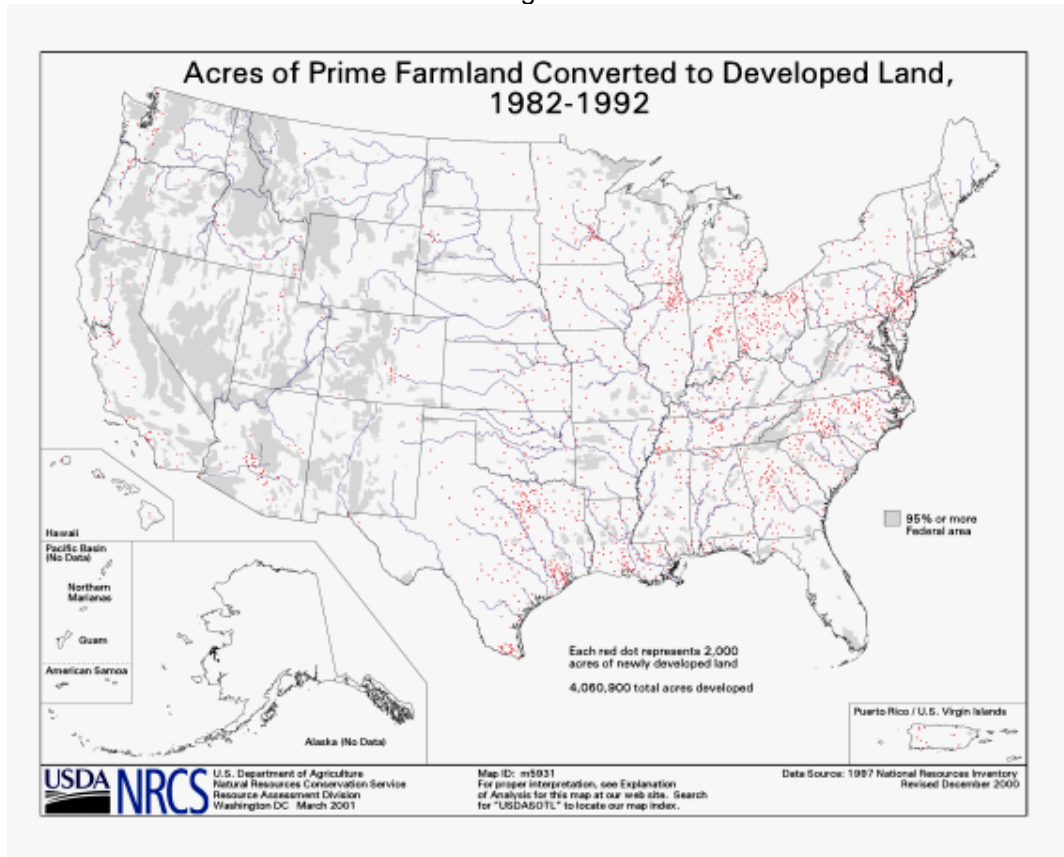 Acres of Prime Farmland Converted to Developed Land,
1982-1992
95% or more
Federal area
Hawaii
Pacific Basin
(No Data)
Northern
Marianas
Guam
American Samoa
Alaska (No Data)
Each red dot represents 2,000
acres of newly developed land
4,060,900 total acres developed
Puerto Rico / U.S. Virgin Islands
USDA
NRCS
U.S. Department of Agriculture
Natural Resources Conservation Service
Resource Assessment Division
Washington DC March 2001
Map ID: m5931
For proper interpretation, see Explanation
of Analysis for this map at our web site. Search
for "USDASOTL" to locate our map index.
Data Source: 1997 National Resources Inventory
Revised December 2000